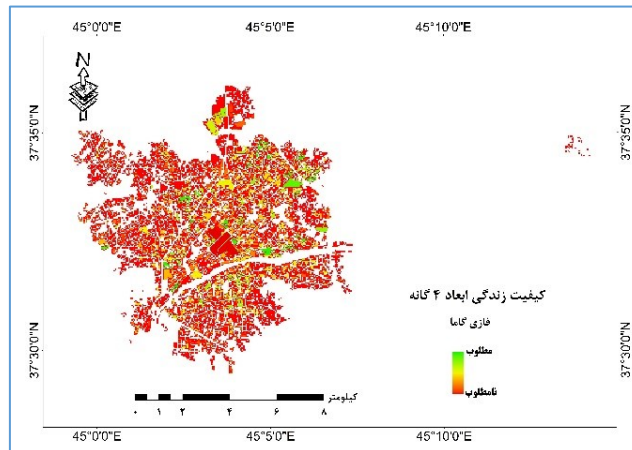 45°0'0"E 45°5'0"E 45°10'0"E
N
37°35'0"N 37°35'0"N
کیفیت زندگی ابعاد ۴ گانه
فازی گاما
مطلوب
نامطلوب
37°30'0"N 37°30'0"N
کیلومتر
۰ ۱ ۲ ۴ ۶ ۸
45°0'0"E 45°5'0"E 45°10'0"E